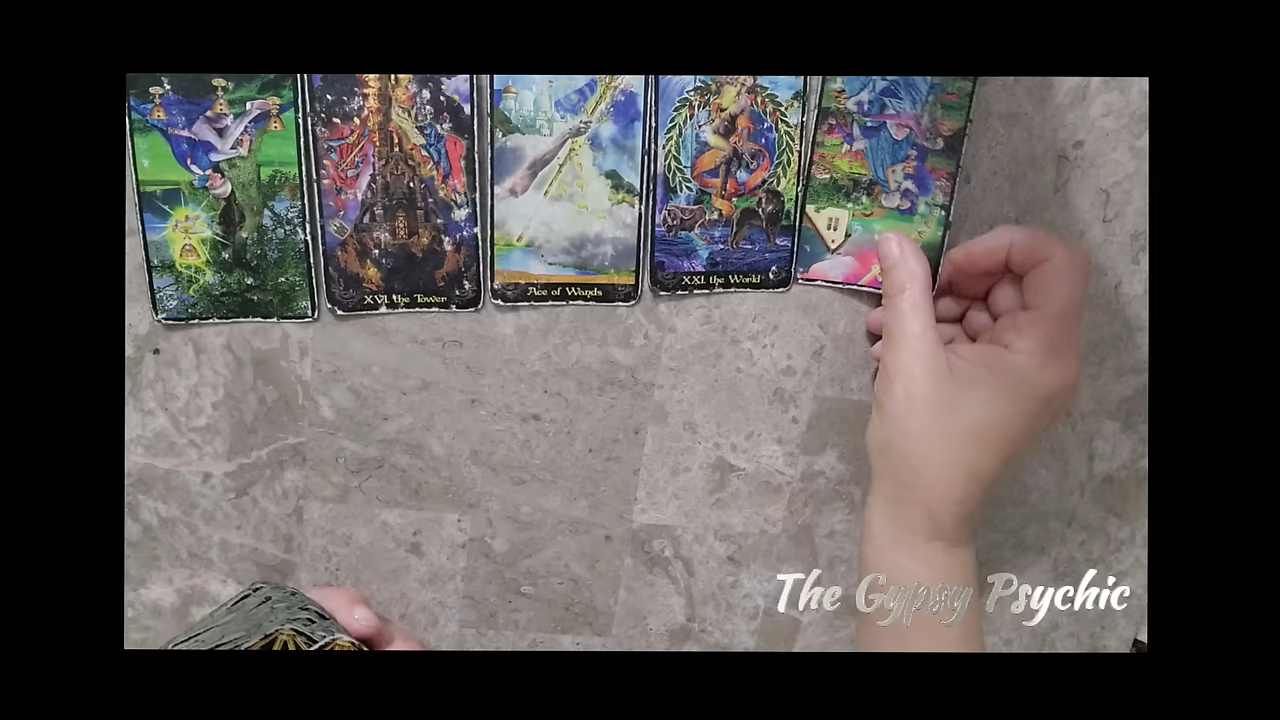 XVI. the Tower
Ace of Wands
XXI. the World
The Gypsy Psychic